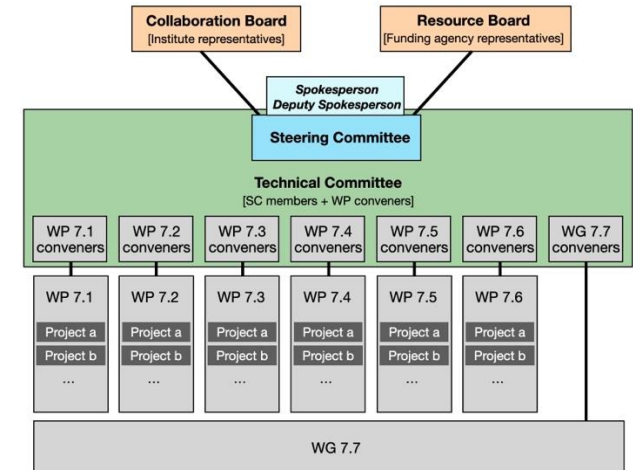 Collaboration Board
[Institute representatives]
Resource Board
[Funding agency representatives]
Spokesperson
Deputy Spokesperson
Steering Committee
Technical Committee
[SC members + WP conveners]
WP 7.1
conveners
WP 7.2
conveners
WP 7.3
conveners
WP 7.4
conveners
WP 7.5
conveners
WP 7.6
conveners
WG 7.7
conveners
WP 7.1
Project a
Project b
...
WP 7.2
Project a
Project b
...
WP 7.3
Project a
Project b
...
WP 7.4
Project a
Project b
...
WP 7.5
Project a
Project b
...
WP 7.6
Project a
Project b
...
WG 7.7